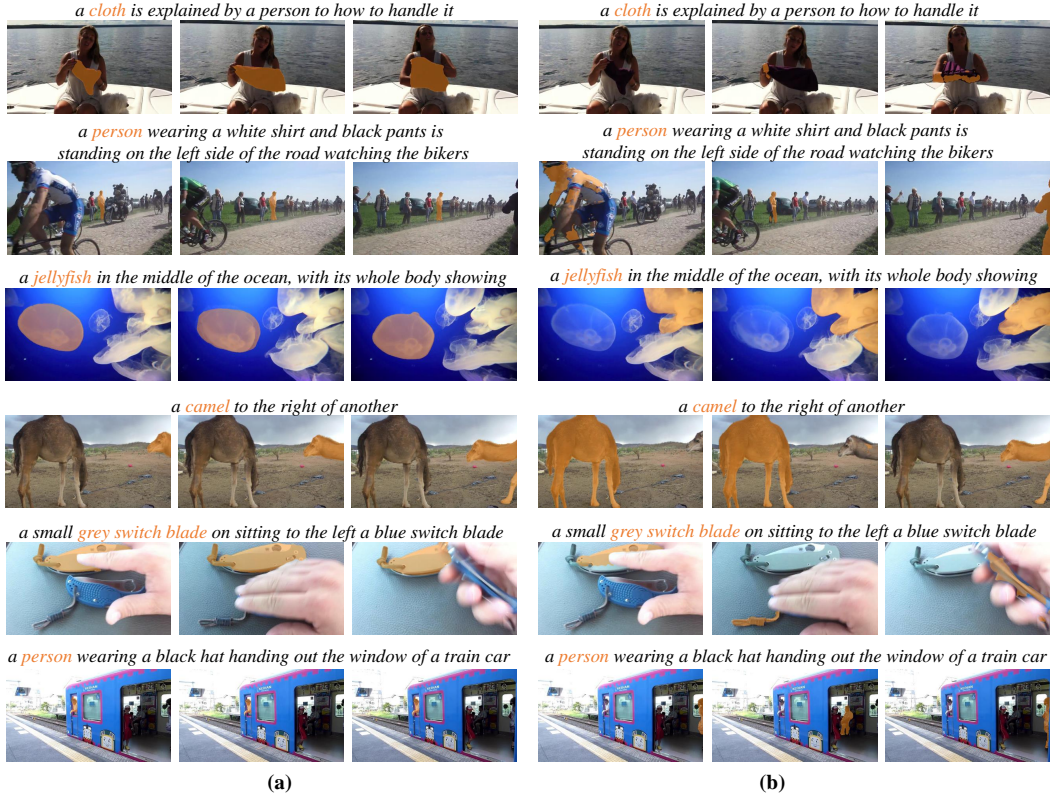 a cloth is explained by a person to how to handle it
a person wearing a white shirt and black pants is
standing on the left side of the road watching the bikers
a jellyfish in the middle of the ocean, with its whole body showing
a camel to the right of another
a small grey switch blade on sitting to the left a blue switch blade
a person wearing a black hat handing out the window of a train car
(a)
a cloth is explained by a person to how to handle it
a person wearing a white shirt and black pants is
standing on the left side of the road watching the bikers
a jellyfish in the middle of the ocean, with its whole body showing
a camel to the right of another
a small grey switch blade on sitting to the left a blue switch blade
a person wearing a black hat handing out the window of a train car
(b)